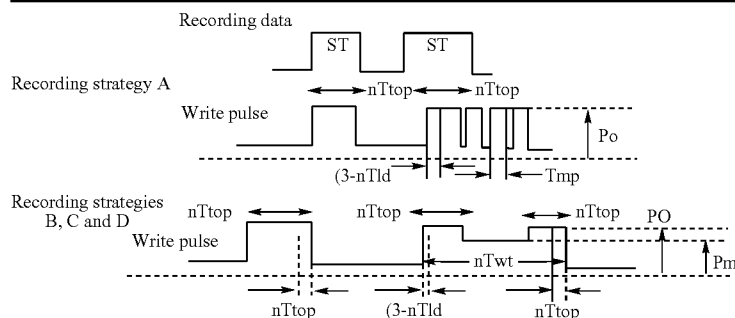 Recording data
ST ST
Recording strategy A
nTtop nTtop
Write pulse
Po
(3-nTld Tmp
Recording strategies
B, C and D
nTtop nTtop nTtop
PO
Write pulse
nTwt
Pm
nTtop (3-nTld nTtop